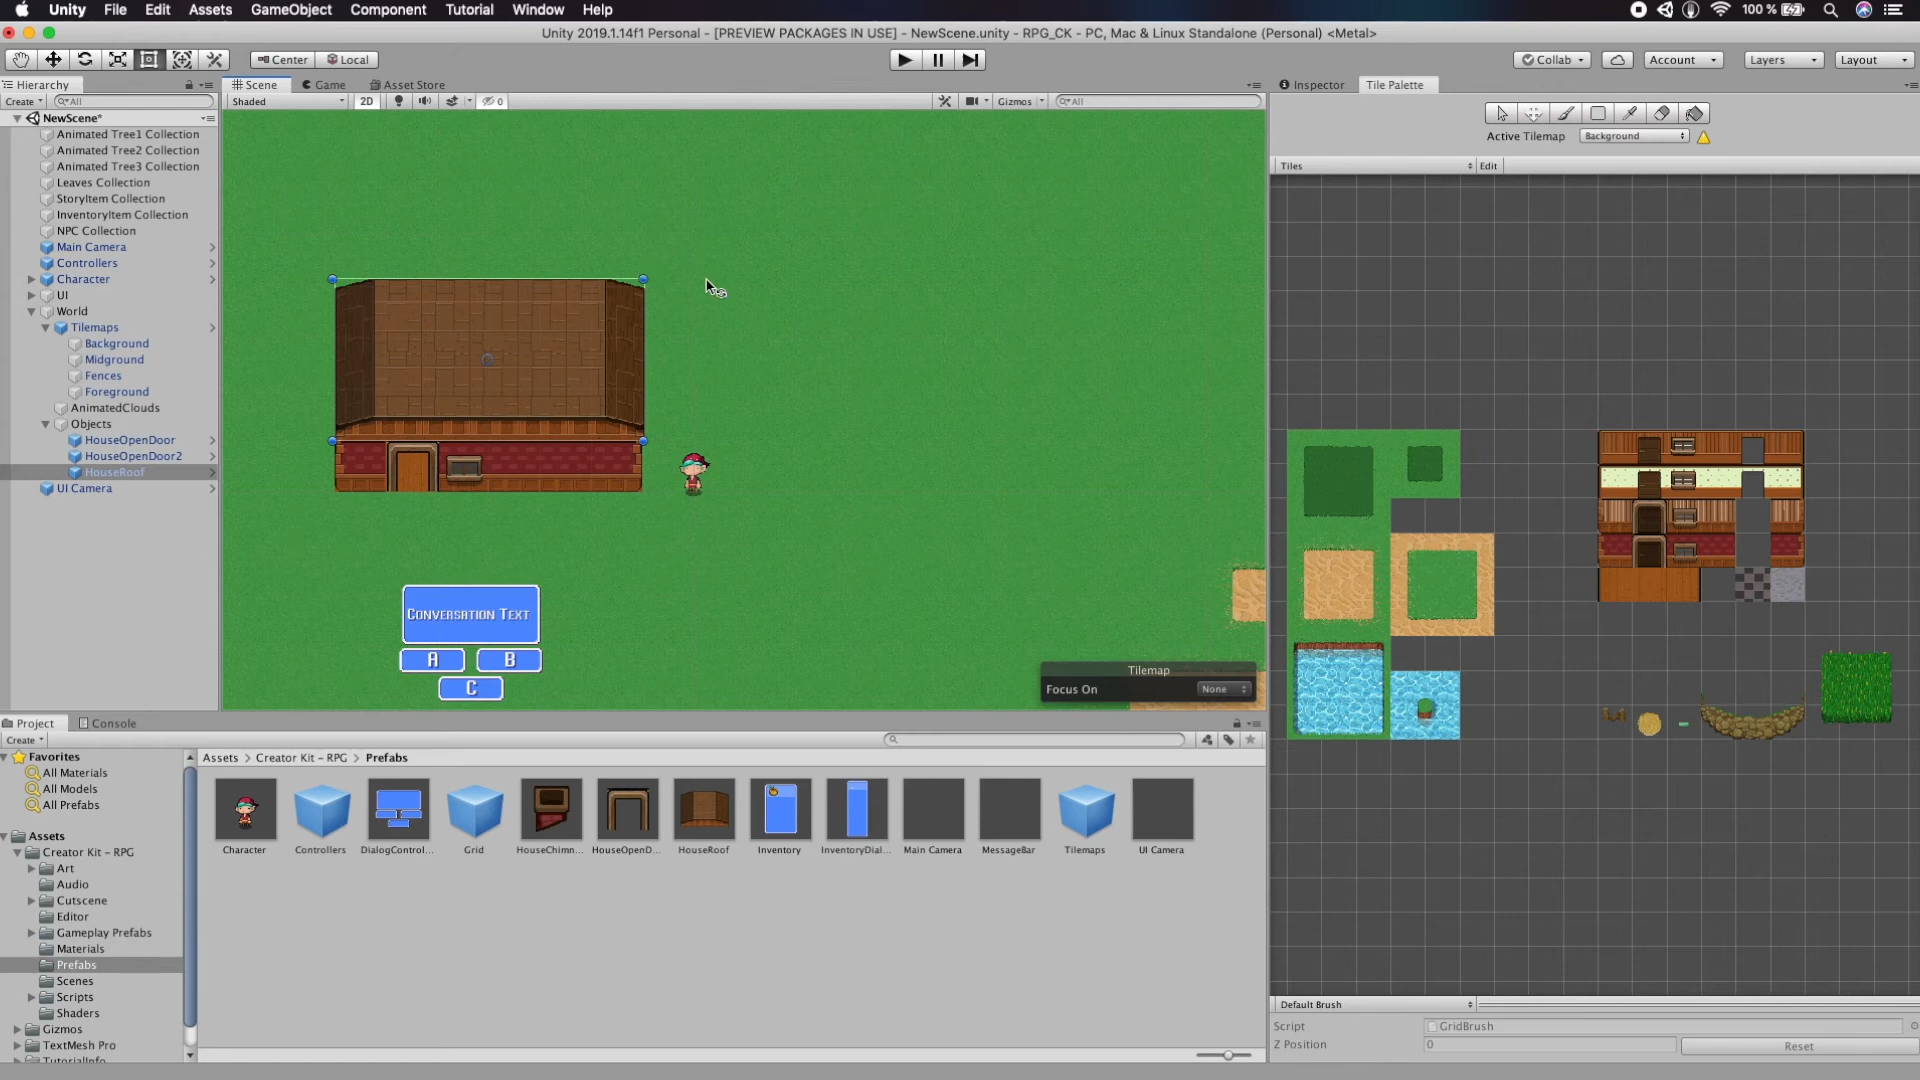 Unity File Edit Assets GameObject Component Tutorial Window Help 100 %
Unity 2019.1.14f1 Personal - [PREVIEW PACKAGES IN USE] - NewScene.unity - RPG_CK - PC, Mac & Linux Standalone (Personal) <Metal>
Center Local Collab Account Layers Layout
Hierarchy Scene Game Asset Store Inspector Tile Palette
Create All Shaded 2D 0 Gizmos All
NewScene*
Animated Tree1 Collection
Animated Tree2 Collection
Animated Tree3 Collection
Leaves Collection
StoryItem Collection
InventoryItem Collection
NPC Collection
Main Camera
Controllers
Character
UI
World
Tilemaps
Background
Midground
Fences
Foreground
AnimatedClouds
Objects
HouseOpenDoor
HouseOpenDoor2
HouseRoof
UI Camera
CONVERSATION TEXT
A B
C
Tilemap
Focus On None
Active Tilemap Background
Tiles Edit
Default Brush
Script GridBrush
Z Position 0 Reset
Project Console
Create
Favorites
All Materials
All Models
All Prefabs
Assets
Creator Kit - RPG
Art
Audio
Cutscene
Editor
Gameplay Prefabs
Materials
Prefabs
Scenes
Scripts
Shaders
Gizmos
TextMesh Pro
TutorialInfo
Assets > Creator Kit - RPG > Prefabs
Character Controllers DialogControl... Grid HouseChimn... HouseOpenD... HouseRoof Inventory InventoryDial... Main Camera MessageBar Tilemaps UI Camera